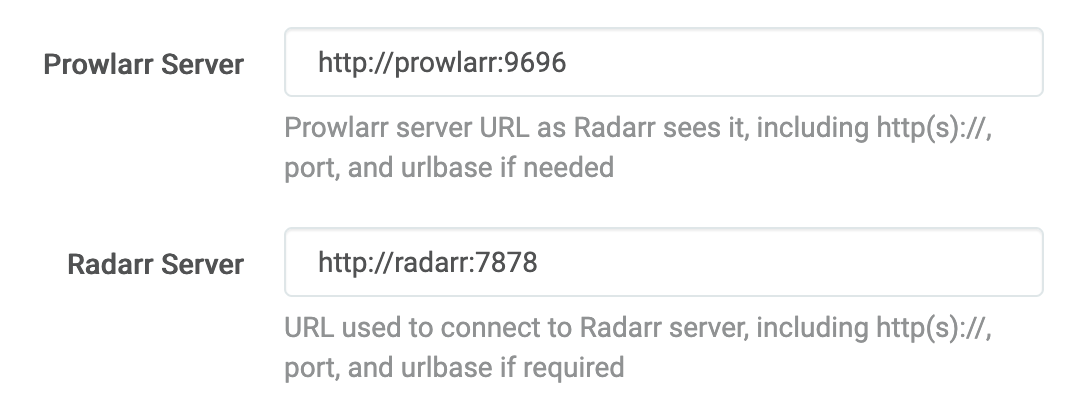 Prowlarr Server
http://prowlarr:9696
Prowlarr server URL as Radarr sees it, including http(s)://,
port, and urlbase if needed
Radarr Server
http://radarr:7878
URL used to connect to Radarr server, including http(s)://,
port, and urlbase if required